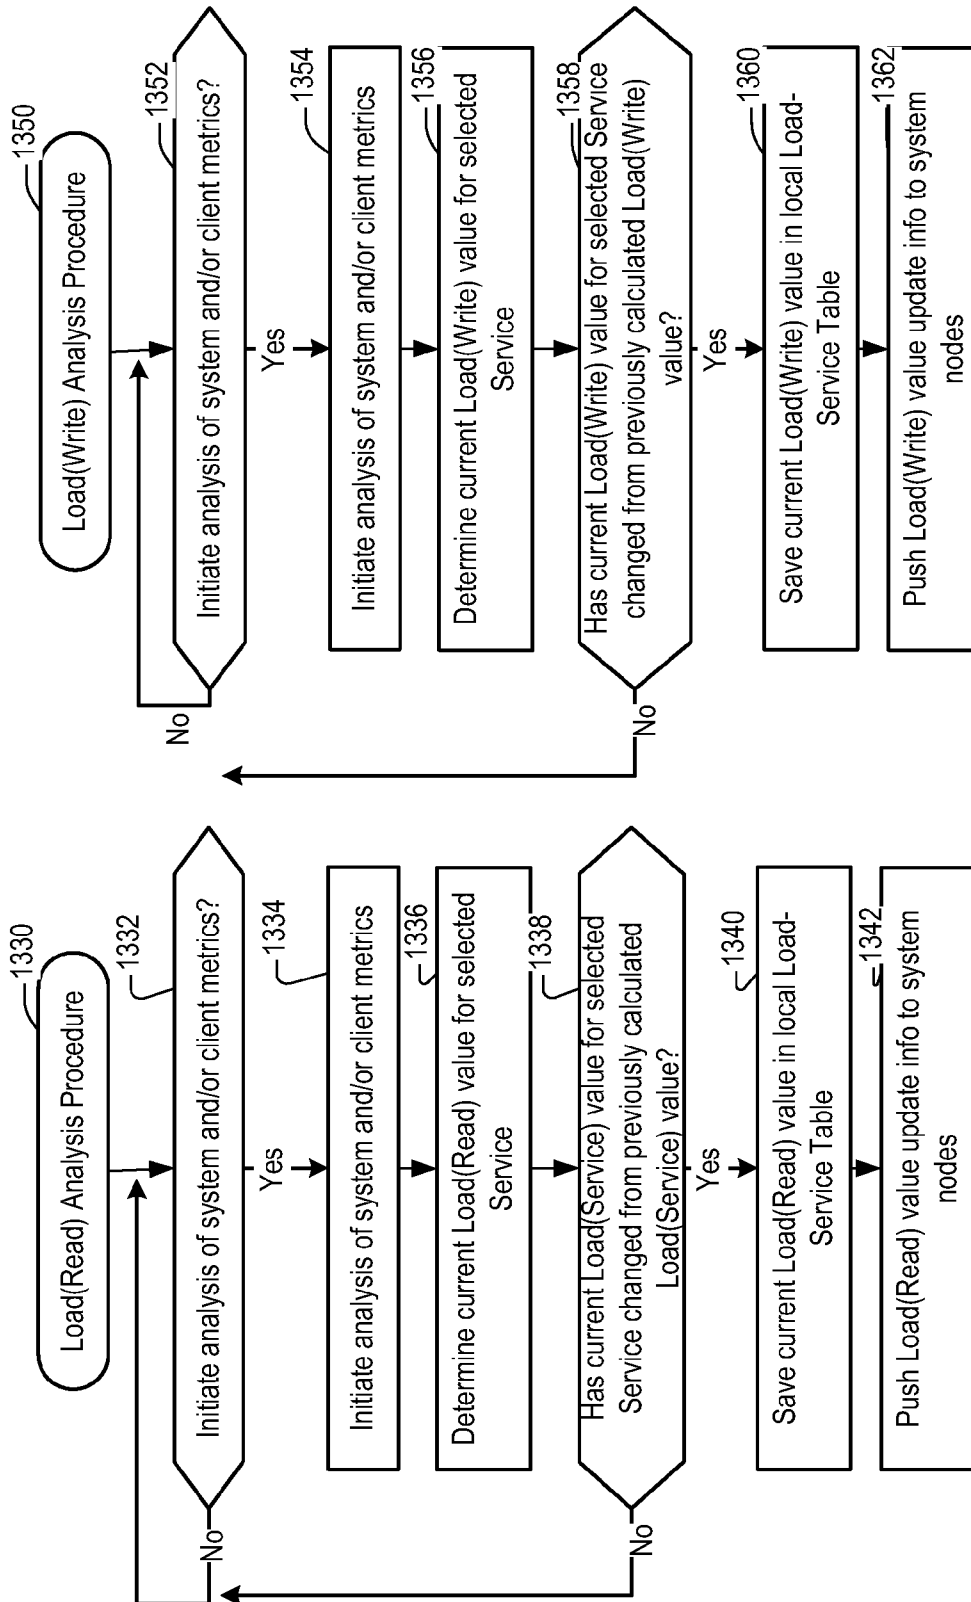 1330
Load(Read) Analysis Procedure
1332
Initiate analysis of system and/or client metrics?
No
Yes
1334
Initiate analysis of system and/or client metrics
1336
Determine current Load(Read) value for selected
Service
1338
Has current Load(Service) value for selected
Service changed from previously calculated
Load(Service) value?
No
Yes
1340
Save current Load(Read) value in local Load-
Service Table
1342
Push Load(Read) value update info to system
nodes
1350
Load(Write) Analysis Procedure
1352
Initiate analysis of system and/or client metrics?
No
Yes
1354
Initiate analysis of system and/or client metrics
1356
Determine current Load(Write) value for selected
Service
1358
Has current Load(Write) value for selected Service
changed from previously calculated Load(Write)
value?
No
Yes
1360
Save current Load(Write) value in local Load-
Service Table
1362
Push Load(Write) value update info to system
nodes